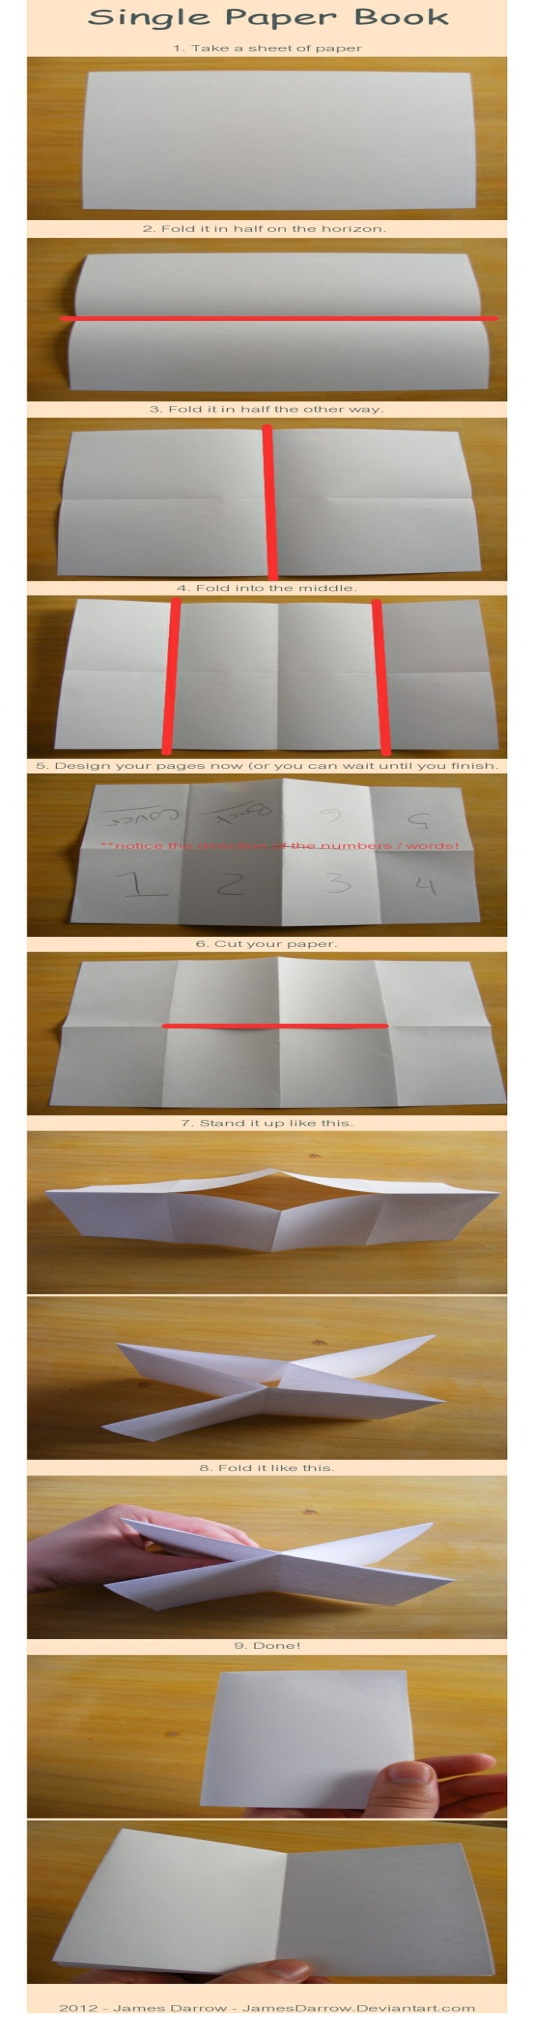 Single Paper Book
1. Take a sheet of paper
2. Fold it in half on the horizon.
3. Fold it in half the other way.
4. Fold into the middle.
5. Design your pages now (or you can wait until you finish.
Cover Back 6 5
**notice the direction of the numbers / words!
1 2 3 4
6. Cut your paper.
7. Stand it up like this.
8. Fold it like this.
9. Done!
2012 - James Darrow - JamesDarrow.Deviantart.com